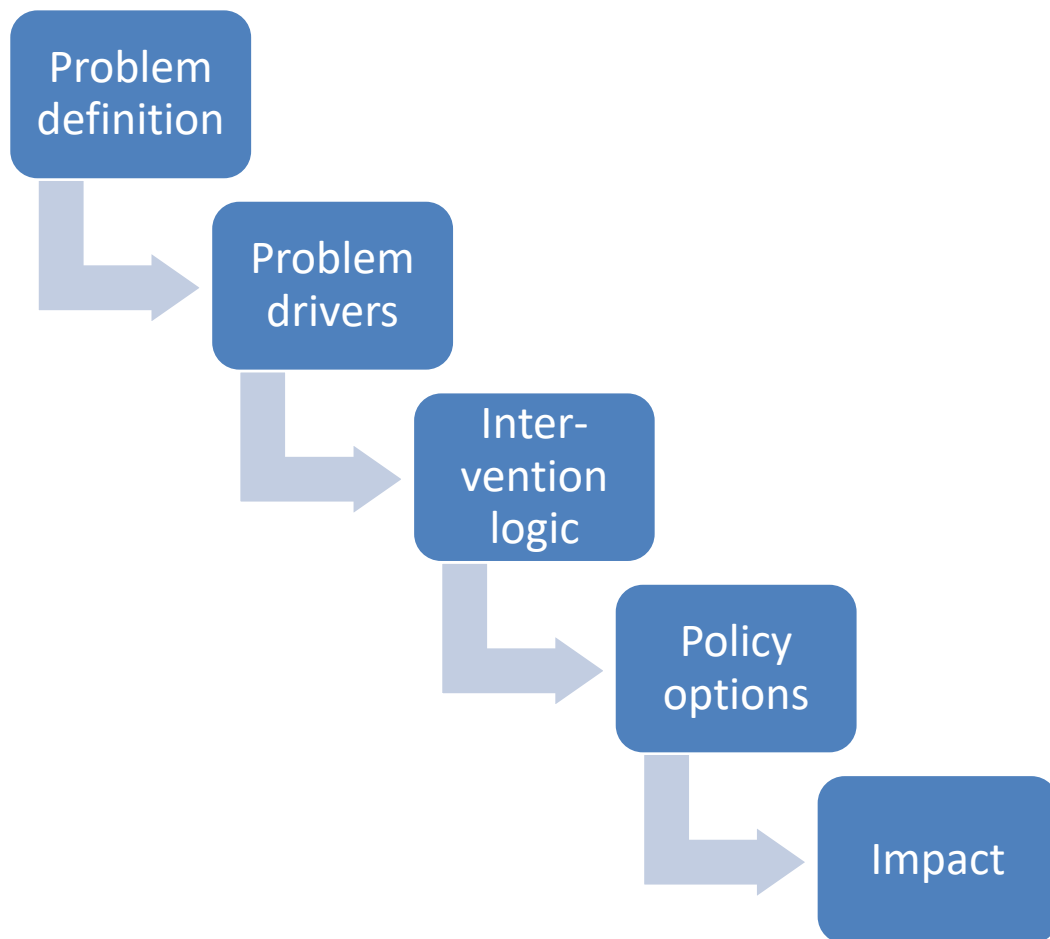 Problem
definition
Problem
drivers
Inter-
vention
logic
Policy
options
Impact